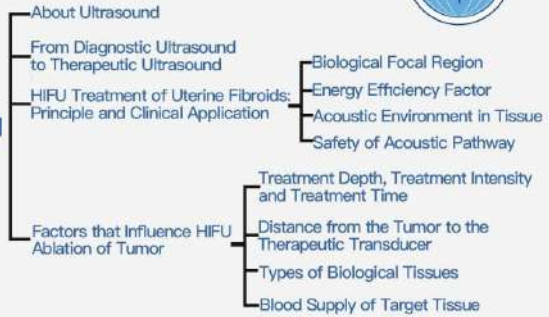 About Ultrasound
From Diagnostic Ultrasound
to Therapeutic Ultrasound
HIFU Treatment of Uterine Fibroids:
Principle and Clinical Application
Biological Focal Region
Energy Efficiency Factor
Acoustic Environment in Tissue
Safety of Acoustic Pathway
Factors that Influence HIFU
Ablation of Tumor
Treatment Depth, Treatment Intensity
and Treatment Time
Distance from the Tumor to the
Therapeutic Transducer
Types of Biological Tissues
Blood Supply of Target Tissue